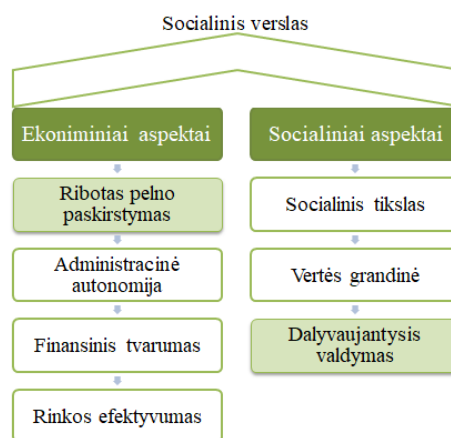 Socialinis verslas
Ekoniminiai aspektai
Ribotas pelno
paskirstymas
Administracinė
autonomija
Finansinis tvarumas
Rinkos efektyvumas
Socialiniai aspektai
Socialinis tikslas
Vertės grandinė
Dalyvaujantysis
valdymas